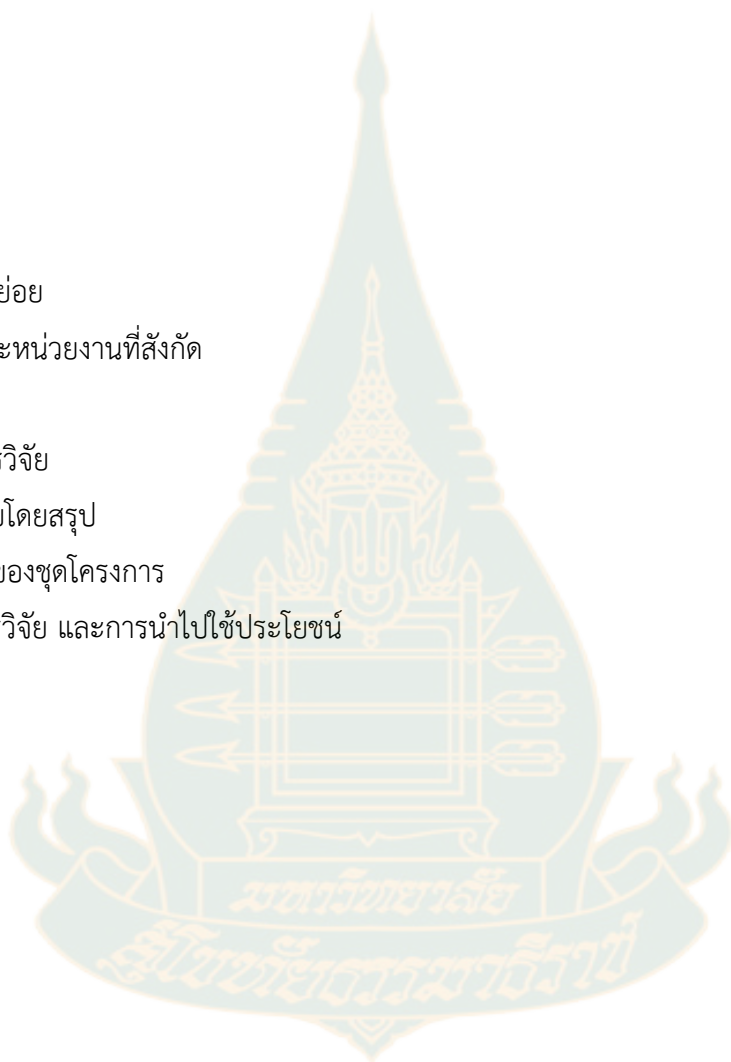 ย่อย
ะหน่วยงานที่สังกัด
รวิจัย
ยโดยสรุป
ของชุดโครงการ
รวิจัย และการนำไปใช้ประโยชน์
มหาวิทยาลัย
สุโขทัยธรรมาธิราช